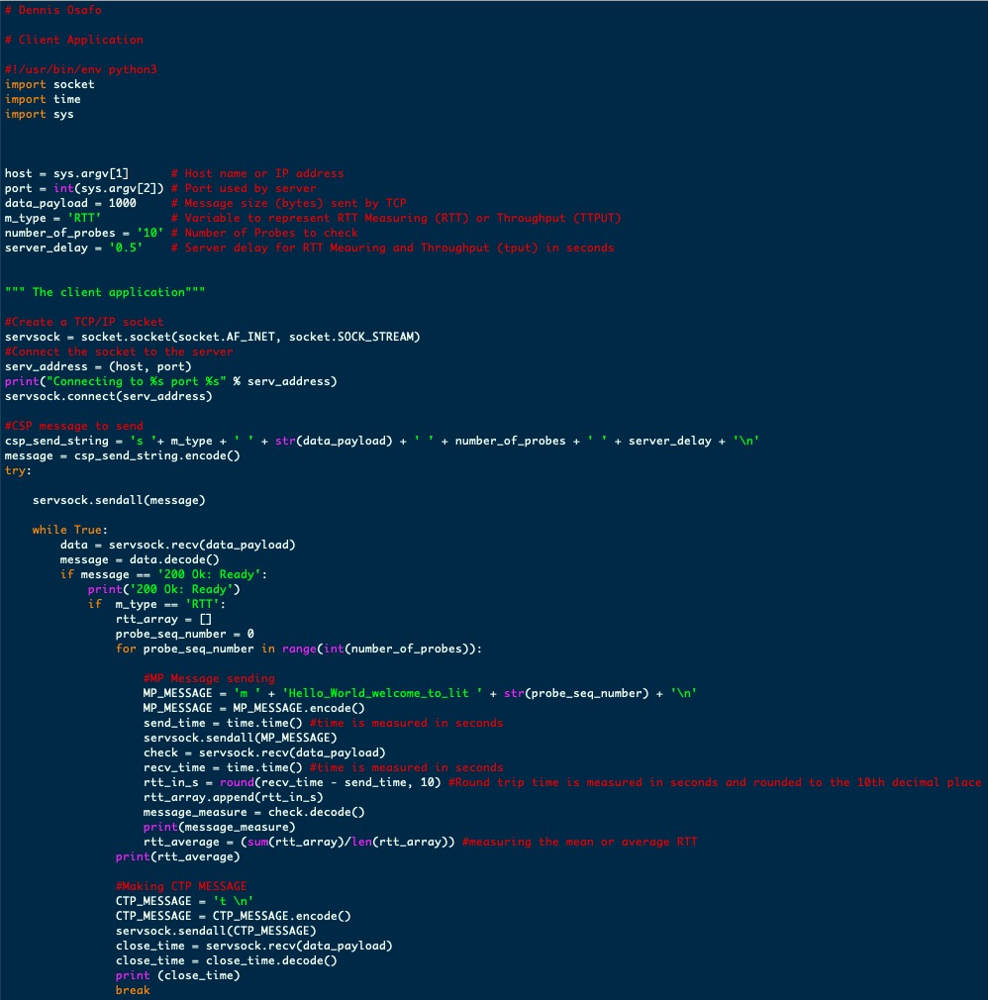 # Dennis Osafo
# Client Application
#!/usr/bin/env python3
import socket
import time
import sys
host = sys.argv[1]      # Host name or IP address
port = int(sys.argv[2]) # Port used by server
data_payload = 1000     # Message size (bytes) sent by TCP
m_type = 'RTT'          # Variable to represent RTT Measuring (RTT) or Throughput (TTPUT)
number_of_probes = '10' # Number of Probes to check
server_delay = '0.5'    # Server delay for RTT Meauring and Throughput (tput) in seconds
""" The client application"""
#Create a TCP/IP socket
servsock = socket.socket(socket.AF_INET, socket.SOCK_STREAM)
#Connect the socket to the server
serv_address = (host, port)
print("Connecting to %s port %s" % serv_address)
servsock.connect(serv_address)
#CSP message to send
csp_send_string = 's '+ m_type + ' ' + str(data_payload) + ' ' + number_of_probes + ' ' + server_delay + '\n'
message = csp_send_string.encode()
try:
    servsock.sendall(message)
    while True:
        data = servsock.recv(data_payload)
        message = data.decode()
        if message == '200 Ok: Ready':
            print('200 Ok: Ready')
            if  m_type == 'RTT':
                rtt_array = []
                probe_seq_number = 0
                for probe_seq_number in range(int(number_of_probes)):
                    #MP Message sending
                    MP_MESSAGE = 'm ' + 'Hello_World_welcome_to_lit ' + str(probe_seq_number) + '\n'
                    MP_MESSAGE = MP_MESSAGE.encode()
                    send_time = time.time() #time is measured in seconds
                    servsock.sendall(MP_MESSAGE)
                    check = servsock.recv(data_payload)
                    recv_time = time.time() #time is measured in seconds
                    rtt_in_s = round(recv_time - send_time, 10) #Round trip time is measured in seconds and rounded to the 10th decimal place
                    rtt_array.append(rtt_in_s)
                    message_measure = check.decode()
                    print(message_measure)
                    rtt_average = (sum(rtt_array)/len(rtt_array)) #measuring the mean or average RTT
                print(rtt_average)
                #Making CTP MESSAGE
                CTP_MESSAGE = 't \n'
                CTP_MESSAGE = CTP_MESSAGE.encode()
                servsock.sendall(CTP_MESSAGE)
                close_time = servsock.recv(data_payload)
                close_time = close_time.decode()
                print (close_time)
                break